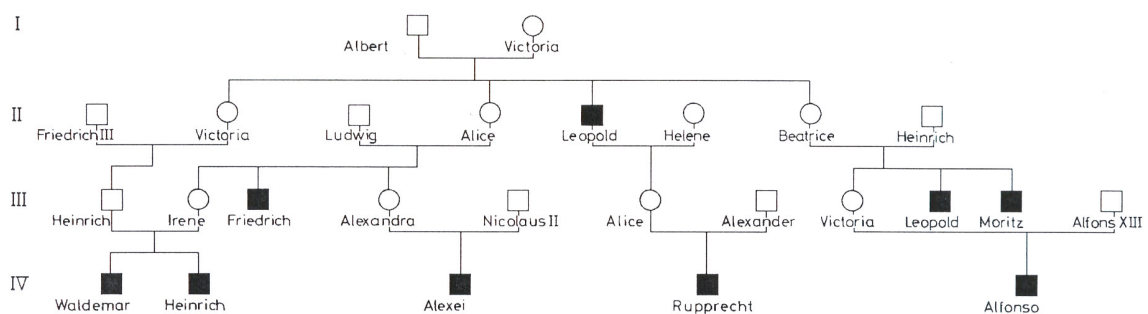 I
Albert Victoria
II
Friedrich III Victoria Ludwig Alice Leopold Helene Beatrice Heinrich
III
Heinrich Irene Friedrich Alexandra Nicolaus II Alice Alexander Victoria Leopold Moritz Alfons XIII
IV
Waldemar Heinrich Alexei Rupprecht Alfonso